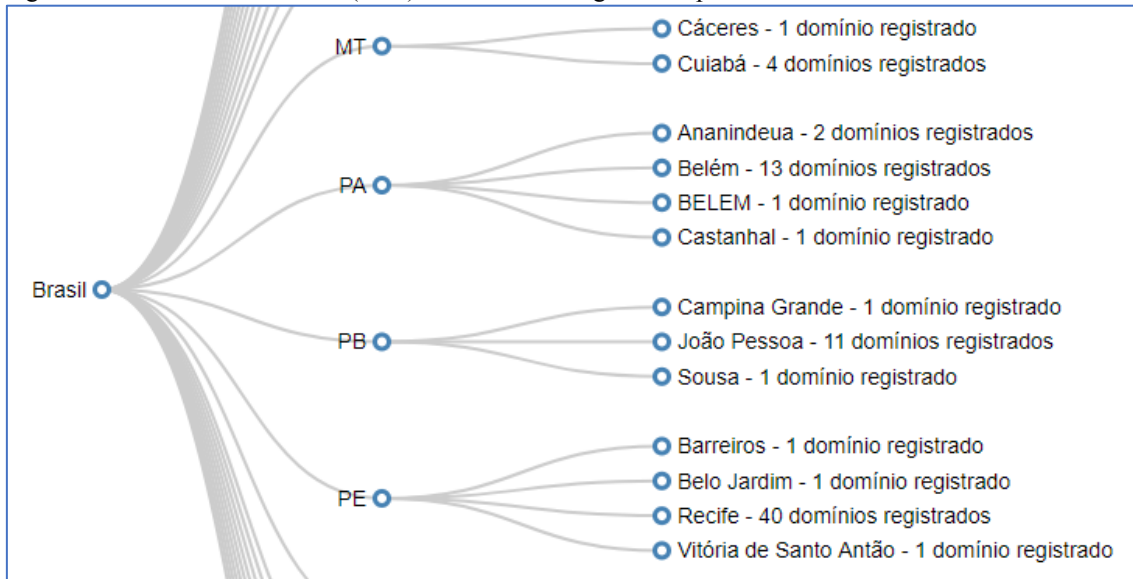 MT
Cáceres - 1 domínio registrado
Cuiabá - 4 domínios registrados
PA
Ananindeua - 2 domínios registrados
Belém - 13 domínios registrados
BELEM - 1 domínio registrado
Castanhal - 1 domínio registrado
Brasil
PB
Campina Grande - 1 domínio registrado
João Pessoa - 11 domínios registrados
Sousa - 1 domínio registrado
PE
Barreiros - 1 domínio registrado
Belo Jardim - 1 domínio registrado
Recife - 40 domínios registrados
Vitória de Santo Antão - 1 domínio registrado